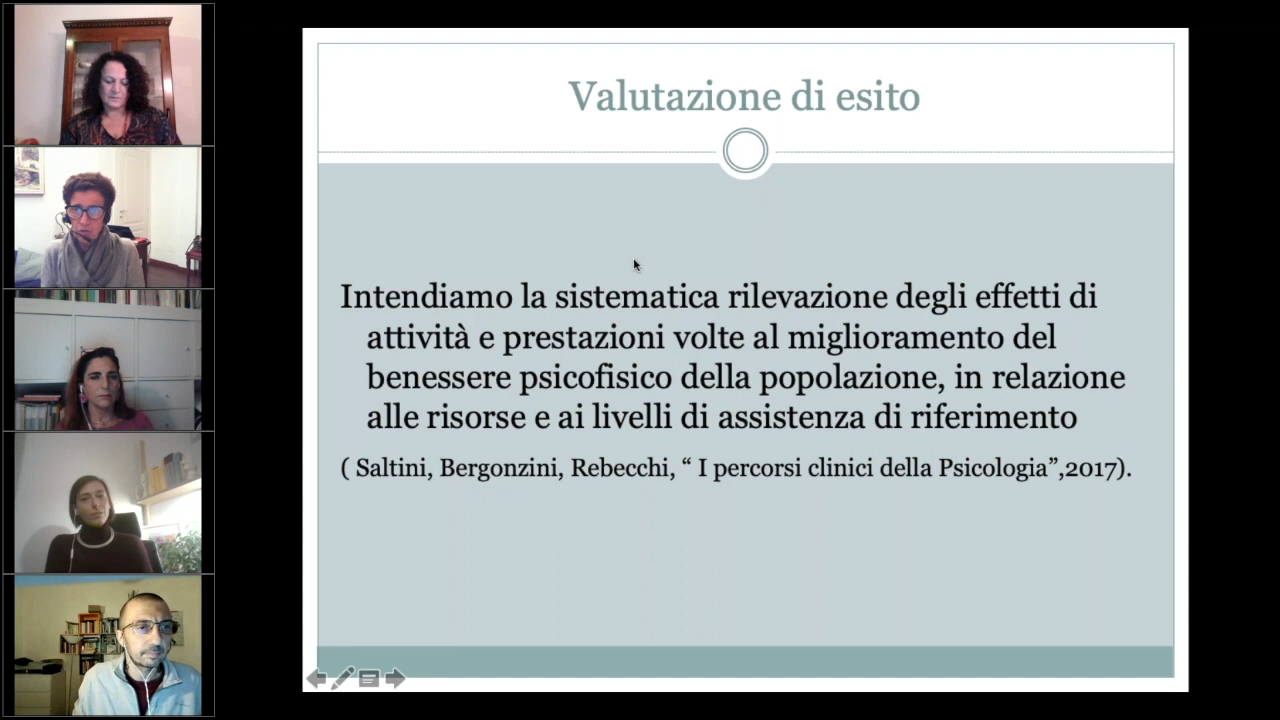 Valutazione di esito
Intendiamo la sistematica rilevazione degli effetti di
attività e prestazioni volte al miglioramento del
benessere psicofisico della popolazione, in relazione
alle risorse e ai livelli di assistenza di riferimento
( Saltini, Bergonzini, Rebecchi, “ I percorsi clinici della Psicologia”,2017).